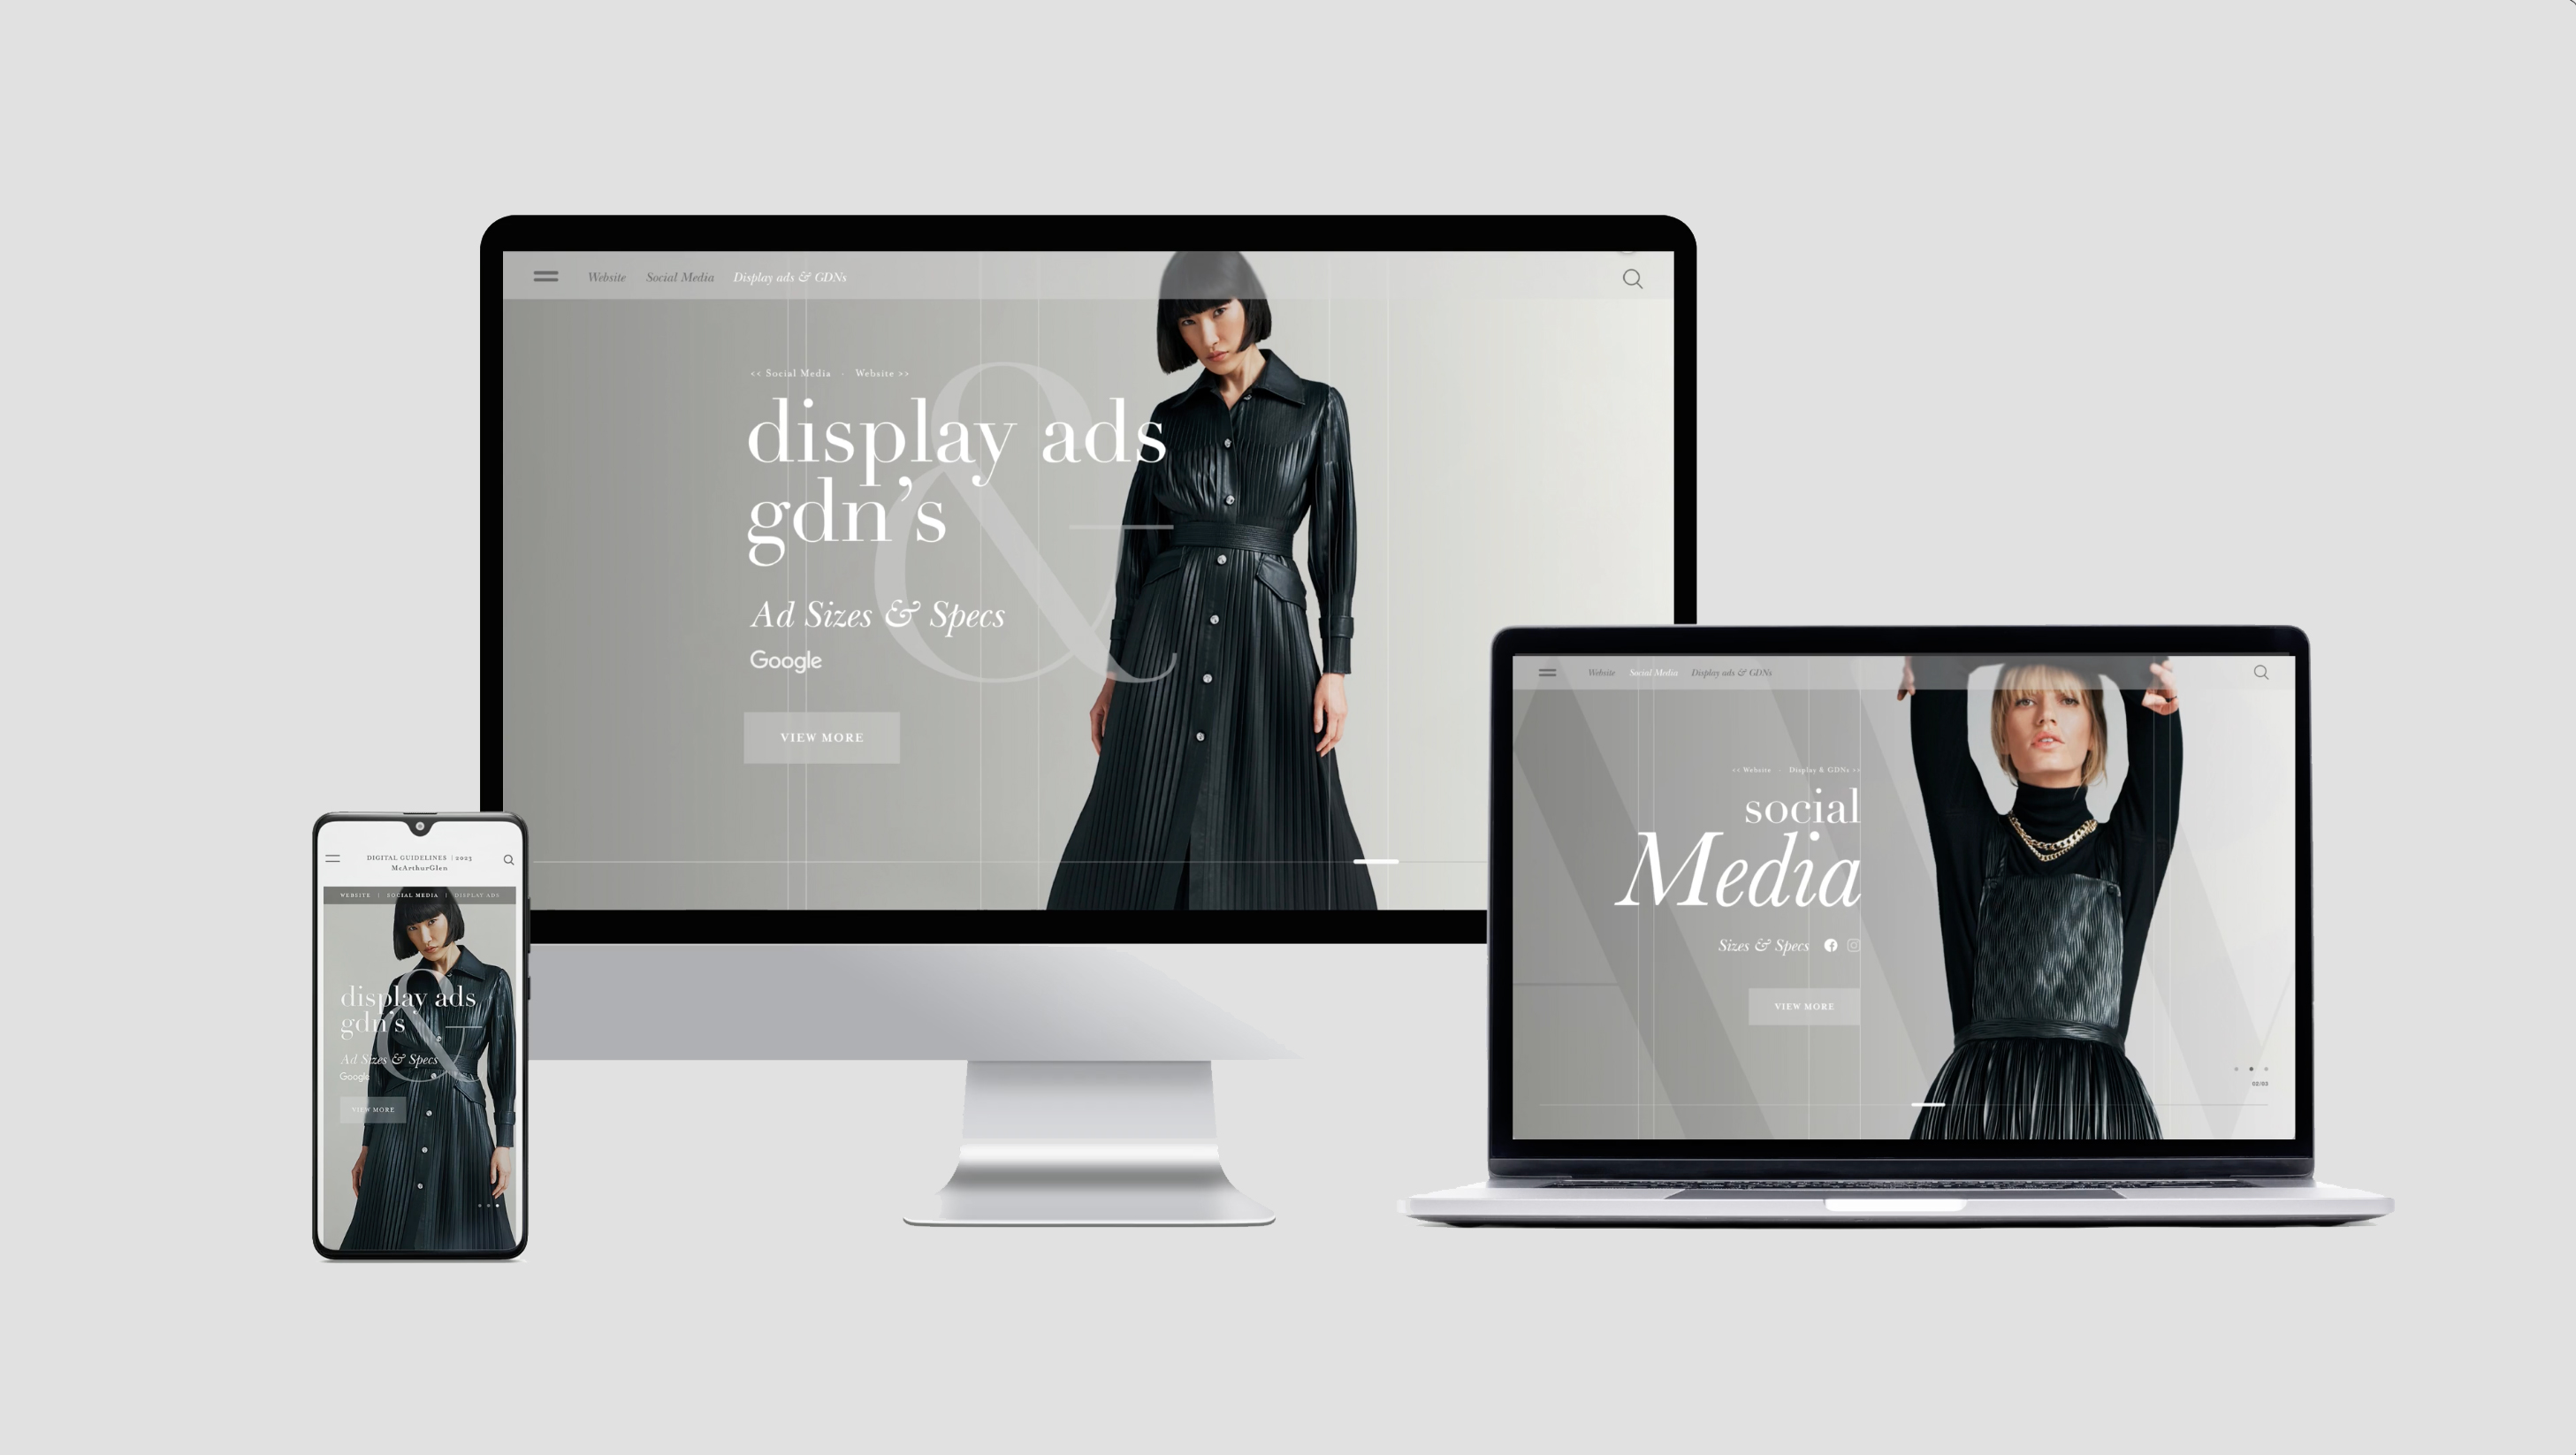 Website Social Media Display ads & GDNs
<< Social Media - Website >>
display ads
gdn's
&
Ad Sizes & Specs
Google
VIEW MORE
DIGITAL GUIDELINES | 2023
McArthurGlen
WEBSITE | SOCIAL MEDIA | DISPLAY ADS
display ads
gdn's
&
Ad Sizes & Specs
Google
VIEW MORE
Website Social Media Display ads & GDNs
<< Website - Display & GDNs >>
social
Media
Sizes & Specs
VIEW MORE
02/03